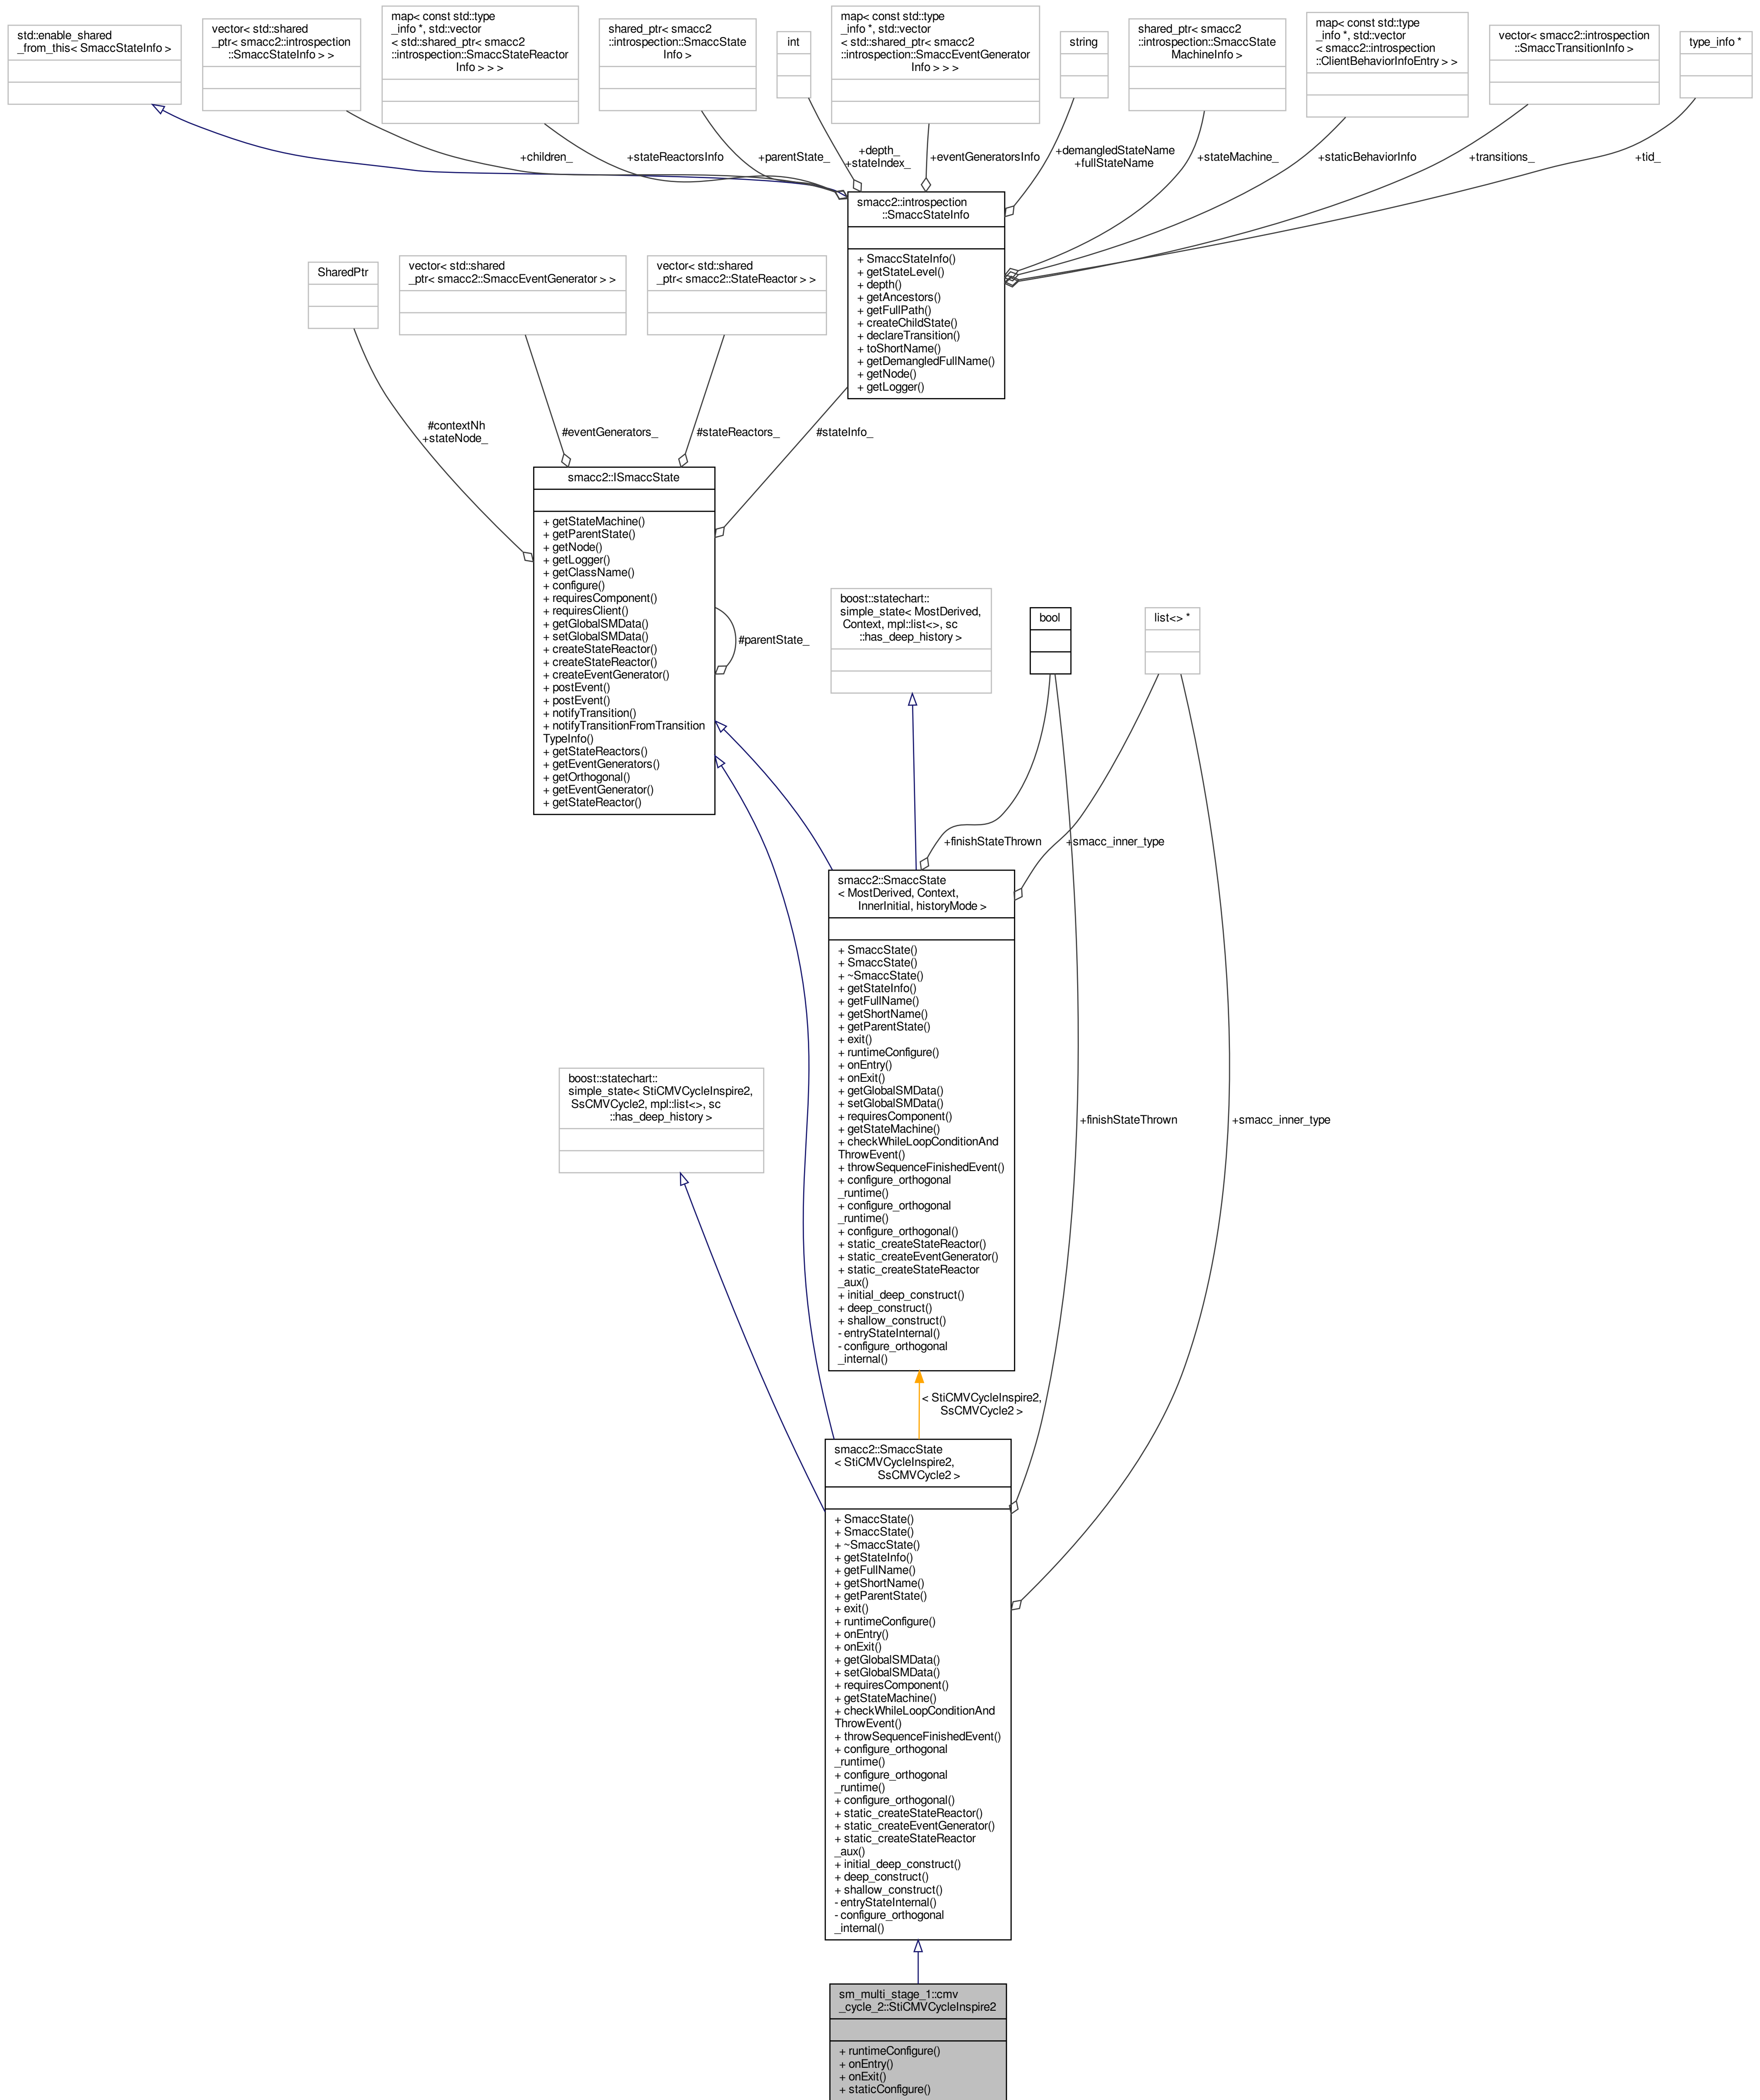 std::enable_shared
_from_this< SmaccStateInfo >
vector< std::shared
_ptr< smacc2::introspection
::SmaccStateInfo > >
map< const std::type
_info *, std::vector
< std::shared_ptr< smacc2
::introspection::SmaccStateReactor
Info > > >
shared_ptr< smacc2
::introspection::SmaccState
Info >
int
map< const std::type
_info *, std::vector
< std::shared_ptr< smacc2
::introspection::SmaccEventGenerator
Info > > >
string
shared_ptr< smacc2
::introspection::SmaccState
MachineInfo >
map< const std::type
_info *, std::vector
< smacc2::introspection
::ClientBehaviorInfoEntry > >
vector< smacc2::introspection
::SmaccTransitionInfo >
type_info *
+children_
+stateReactorsInfo
+parentState_
+depth_
+stateIndex_
+eventGeneratorsInfo
+demangledStateName
+fullStateName
+stateMachine_
+staticBehaviorInfo
+transitions_
+tid_
smacc2::introspection
::SmaccStateInfo
+ SmaccStateInfo()
+ getStateLevel()
+ depth()
+ getAncestors()
+ getFullPath()
+ createChildState()
+ declareTransition()
+ toShortName()
+ getDemangledFullName()
+ getNode()
+ getLogger()
SharedPtr
vector< std::shared
_ptr< smacc2::SmaccEventGenerator > >
vector< std::shared
_ptr< smacc2::StateReactor > >
#contextNh
+stateNode_
#eventGenerators_
#stateReactors_
#stateInfo_
smacc2::ISmaccState
+ getStateMachine()
+ getParentState()
+ getNode()
+ getLogger()
+ getClassName()
+ configure()
+ requiresComponent()
+ requiresClient()
+ getGlobalSMData()
+ setGlobalSMData()
+ createStateReactor()
+ createStateReactor()
+ createEventGenerator()
+ postEvent()
+ postEvent()
+ notifyTransition()
+ notifyTransitionFromTransition
TypeInfo()
+ getStateReactors()
+ getEventGenerators()
+ getOrthogonal()
+ getEventGenerator()
+ getStateReactor()
#parentState_
boost::statechart::
simple_state< MostDerived,
Context, mpl::list<>, sc
::has_deep_history >
bool
list<> *
+finishStateThrown
+smacc_inner_type
smacc2::SmaccState
< MostDerived, Context,
InnerInitial, historyMode >
+ SmaccState()
+ SmaccState()
+ ~SmaccState()
+ getStateInfo()
+ getFullName()
+ getShortName()
+ getParentState()
+ exit()
+ runtimeConfigure()
+ onEntry()
+ onExit()
+ getGlobalSMData()
+ setGlobalSMData()
+ requiresComponent()
+ getStateMachine()
+ checkWhileLoopConditionAnd
ThrowEvent()
+ throwSequenceFinishedEvent()
+ configure_orthogonal
_runtime()
+ configure_orthogonal
_runtime()
+ configure_orthogonal()
+ static_createStateReactor()
+ static_createEventGenerator()
+ static_createStateReactor
_aux()
+ initial_deep_construct()
+ deep_construct()
+ shallow_construct()
- entryStateInternal()
- configure_orthogonal
_internal()
boost::statechart::
simple_state< StiCMVCycleInspire2,
SsCMVCycle2, mpl::list<>, sc
::has_deep_history >
+finishStateThrown
+smacc_inner_type
< StiCMVCycleInspire2,
SsCMVCycle2 >
smacc2::SmaccState
< StiCMVCycleInspire2,
SsCMVCycle2 >
+ SmaccState()
+ SmaccState()
+ ~SmaccState()
+ getStateInfo()
+ getFullName()
+ getShortName()
+ getParentState()
+ exit()
+ runtimeConfigure()
+ onEntry()
+ onExit()
+ getGlobalSMData()
+ setGlobalSMData()
+ requiresComponent()
+ getStateMachine()
+ checkWhileLoopConditionAnd
ThrowEvent()
+ throwSequenceFinishedEvent()
+ configure_orthogonal
_runtime()
+ configure_orthogonal
_runtime()
+ configure_orthogonal()
+ static_createStateReactor()
+ static_createEventGenerator()
+ static_createStateReactor
_aux()
+ initial_deep_construct()
+ deep_construct()
+ shallow_construct()
- entryStateInternal()
- configure_orthogonal
_internal()
sm_multi_stage_1::cmv
_cycle_2::StiCMVCycleInspire2
+ runtimeConfigure()
+ onEntry()
+ onExit()
+ staticConfigure()